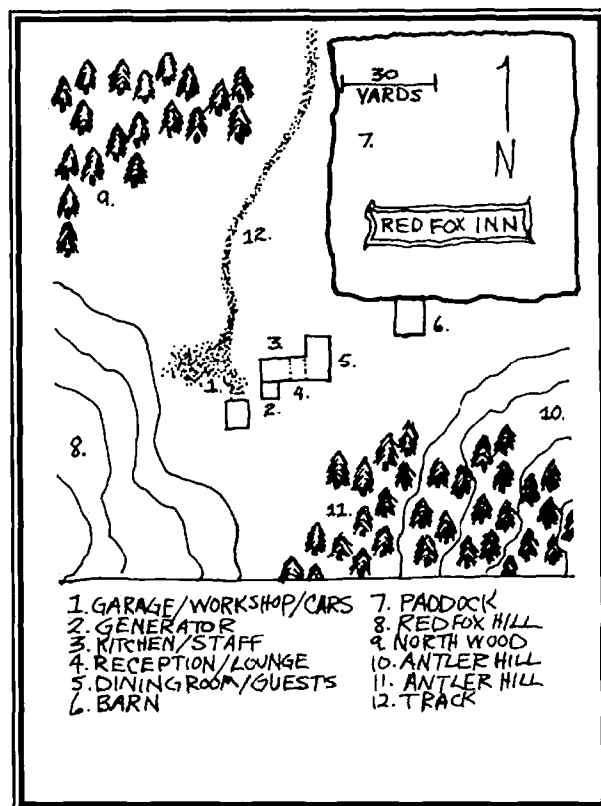 30
YARDS
7.
N
9.
RED FOX INN
12.
6.
3.
5.
1.
4.
2.
10.
8.
11.
1. GARAGE/WORKSHOP/CARS
2. GENERATOR
3. KITCHEN/STAFF
4. RECEPTION/LOUNGE
5. DINING ROOM/GUESTS
6. BARN
7. PADDOCK
8. RED FOX HILL
9. NORTH WOOD
10. ANTLER HILL
11. ANTLER HILL
12. TRACK